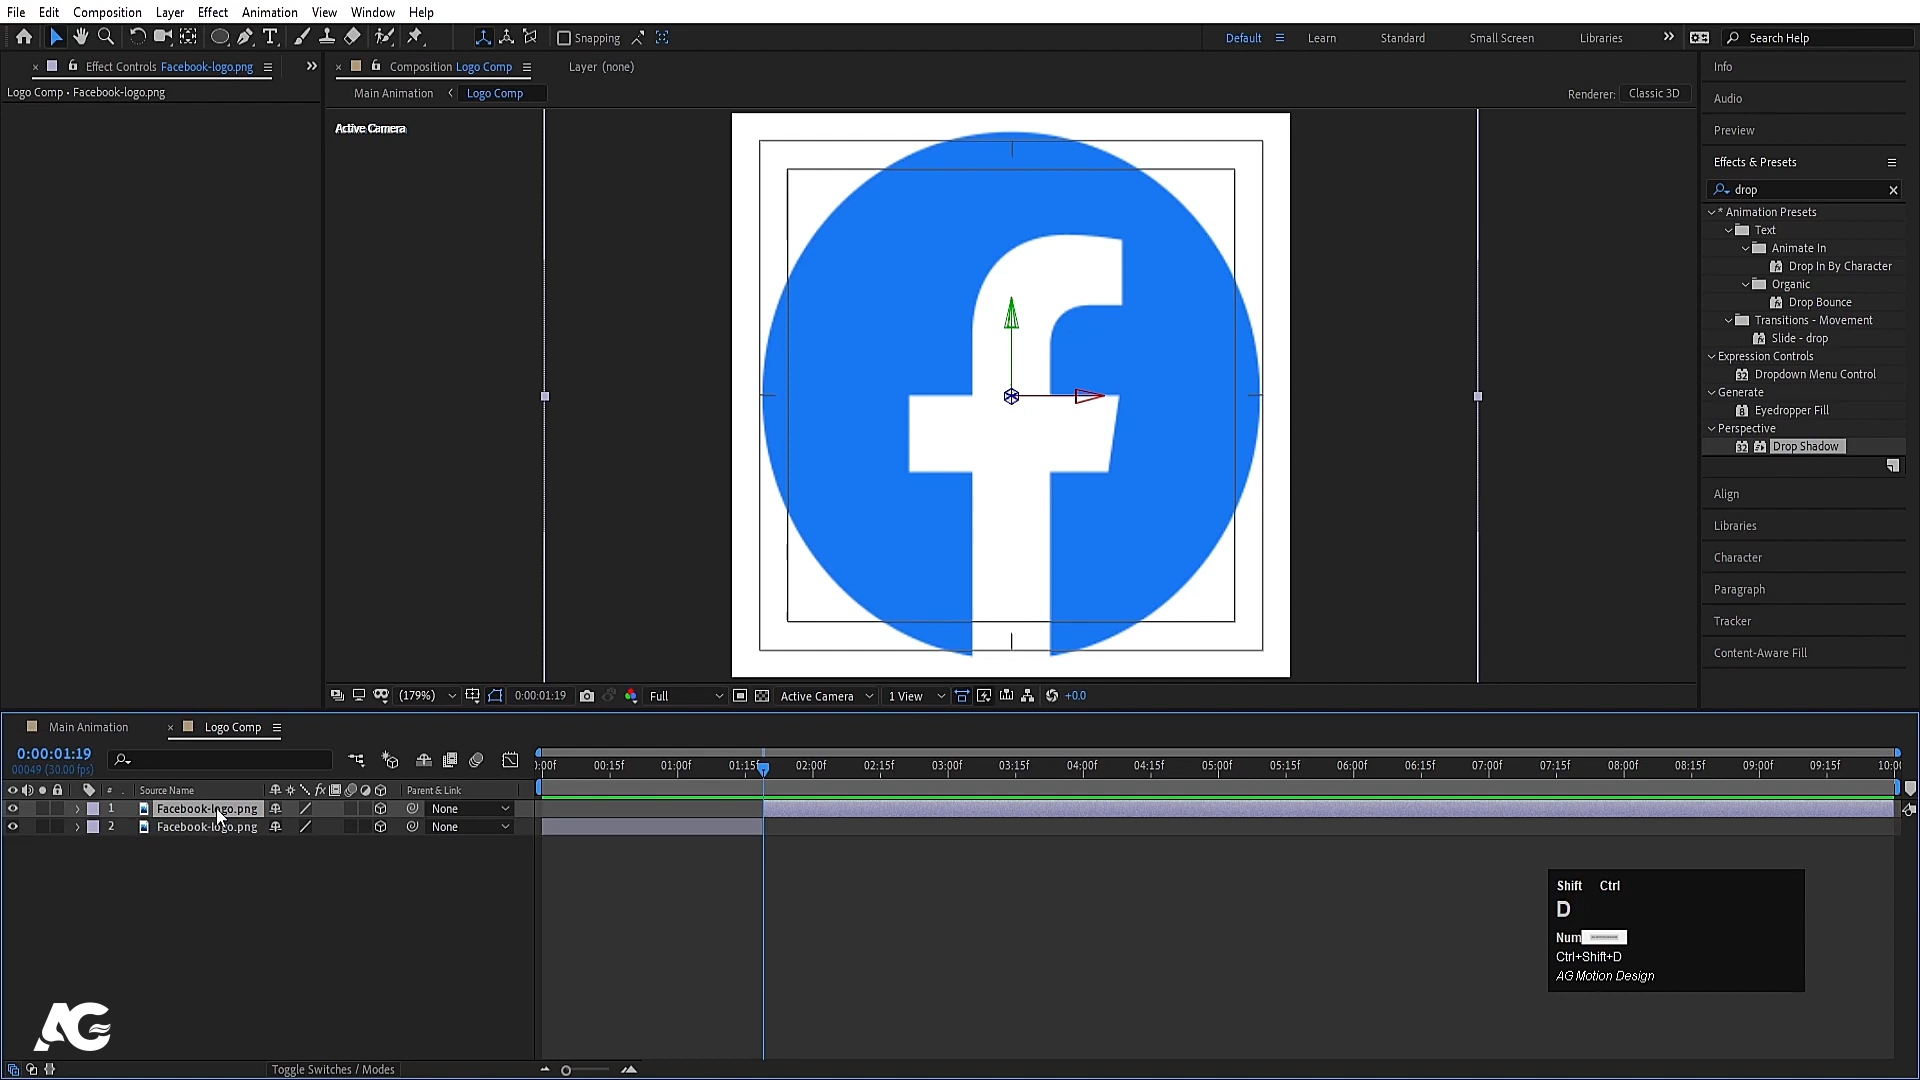 File Edit Composition Layer Effect Animation View Window Help
Snapping
Default Learn Standard Small Screen Libraries Search Help
Effect Controls Facebook-logo.png
Composition Logo Comp
Layer (none)
Logo Comp • Facebook-logo.png
Main Animation Logo Comp
Renderer: Classic 3D
Active Camera
Info
Audio
Preview
Effects & Presets
drop
* Animation Presets
Text
Animate In
Drop In By Character
Organic
Drop Bounce
Transitions - Movement
Slide - drop
Expression Controls
Dropdown Menu Control
Generate
Eyedropper Fill
Perspective
Drop Shadow
Align
Libraries
Character
Paragraph
Tracker
Content-Aware Fill
(179%) 0:00:01:19 Full Active Camera 1 View +0.0
Main Animation Logo Comp
0:00:01:19
00049 (30.00 fps)
):00f 00:15f 01:00f 01:15f 02:00f 02:15f 03:00f 03:15f 04:00f 04:15f 05:00f 05:15f 06:00f 06:15f 07:00f 07:15f 08:00f 08:15f 09:00f 09:15f 10:00
# Source Name fx Parent & Link
1 Facebook-logo.png None
2 Facebook-logo.png None
Shift Ctrl
D
Num
Ctrl+Shift+D
AG Motion Design
AG
Toggle Switches / Modes